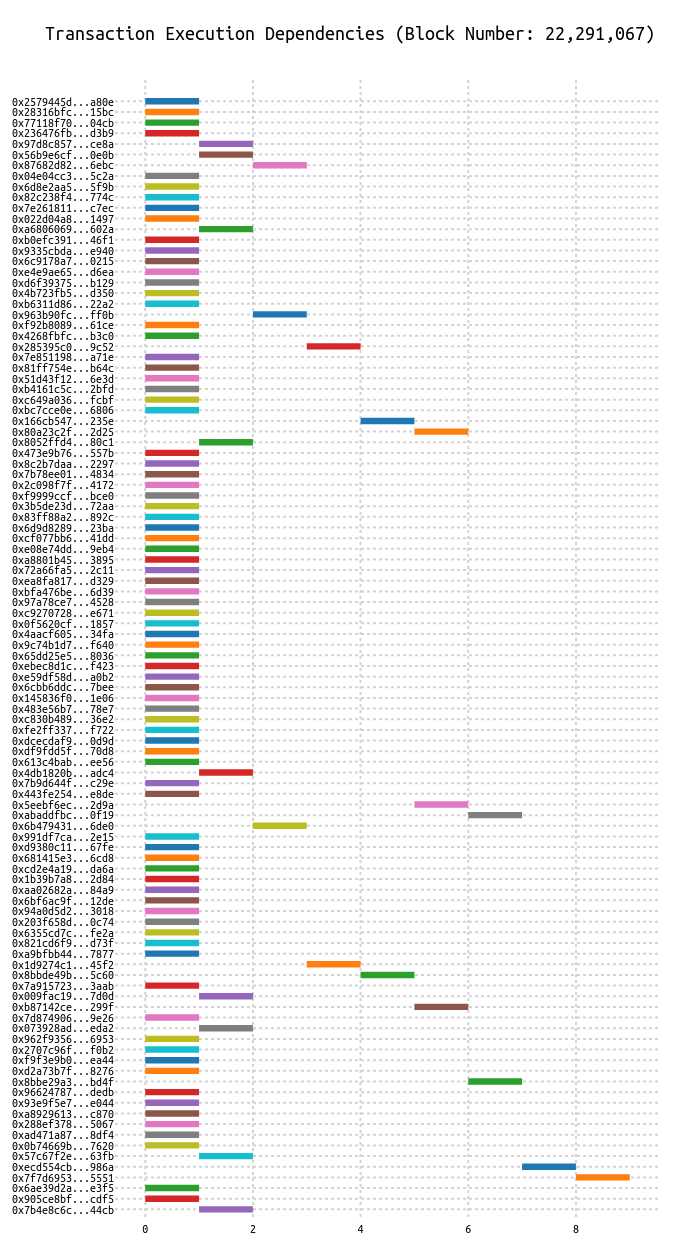 Transaction Execution Dependencies (Block Number: 22,291,067)
0x2579445d...a80e
0x28316bfc...15bc
0x77118f70...04cb
0x236476fb...d3b9
0x97d8c857...ce8a
0x56b9e6cf...0e0b
0x87682d82...6ebc
0x04e04cc3...5c2a
0x6d8e2aa5...5f9b
0x82c238f4...774c
0x7e261811...c7ec
0x022d04a8...1497
0xa6806069...602a
0xb0efc391...46f1
0x9335cbda...e940
0x6c9178a7...0215
0xe4e9ae65...d6ea
0xd6f39375...b129
0x4b723fb5...d350
0xb6311d86...22a2
0x963b90fc...ff0b
0xf92b8089...61ce
0x4268fbfc...b3c0
0x285395c0...9c52
0x7e851198...a71e
0x81ff754e...b64c
0x51d43f12...6e3d
0xb4161c5c...2bfd
0xc649a036...fcbf
0xbc7cce0e...6806
0x166cb547...235e
0x80a23c2f...2d25
0x8052ffd4...80c1
0x473e9b76...557b
0x8c2b7daa...2297
0x7b78ee01...4834
0x2c098f7f...4172
0xf9999ccf...bce0
0x3b5de23d...72aa
0x83ff88a2...892c
0x6d9d8289...23ba
0xcf077bb6...41dd
0xe08e74dd...9eb4
0xa8801b45...3895
0x72a66fa5...2c11
0xea8fa817...d329
0xbfa476be...6d39
0x97a78ce7...4528
0xc9270728...e671
0x0f5620cf...1857
0x4aacf605...34fa
0x9c74b1d7...f640
0x65dd25e5...8036
0xebec8d1c...f423
0xe59df58d...a0b2
0x6cbb6ddc...7bee
0x145836f0...1e06
0x483e56b7...78e7
0xc830b489...36e2
0xfe2ff337...f722
0xdcecdaf9...0d9d
0xdf9fdd5f...70d8
0x613c4bab...ee56
0x4db1820b...adc4
0x7b9d644f...c29e
0x443fe254...e8de
0x5eebf6ec...2d9a
0xabaddfbc...0f19
0x6b479431...6de0
0x991df7ca...2e15
0xd9380c11...67fe
0x681415e3...6cd8
0xcd2e4a19...da6a
0x1b39b7a8...2d84
0xaa02682a...84a9
0x6bf6ac9f...12de
0x94a0d5d2...3018
0x203f658d...0c74
0x6355cd7c...fe2a
0x821cd6f9...d73f
0xa9bfbb44...7877
0x1d9274c1...45f2
0x8bbde49b...5c60
0x7a915723...3aab
0x009fac19...7d0d
0xb87142ce...299f
0x7d874906...9e26
0x073928ad...eda2
0x962f9356...6953
0x2707c96f...f0b2
0xf9f3e9b0...ea44
0xd2a73b7f...8276
0x8bbe29a3...bd4f
0x96624787...dedb
0x93e9f5e7...e044
0xa8929613...c870
0x288ef378...5067
0xad471a87...8df4
0x0b74669b...7620
0x57c67f2e...63fb
0xecd554cb...986a
0x7f7d6953...5551
0x6ae39d2a...e3f5
0x905ce8bf...cdf5
0x7b4e8c6c...44cb
0 2 4 6 8